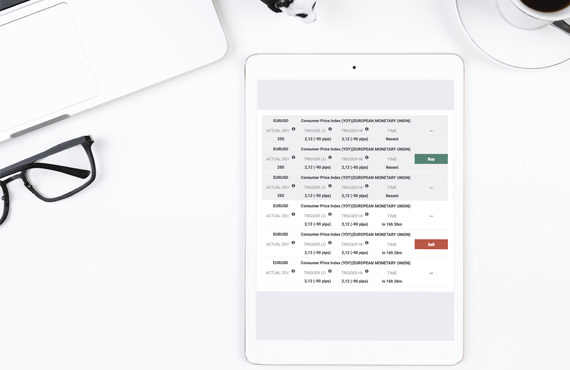 EURUSD Consumer Price Index (YOY)(EUROPEAN MONETARY UNION)
ACTUAL DEV TRIGGER LO TRIGGER HI TIME --
250 2,12 (-90 pips) 2,12 (-90 pips) Recent
EURUSD Consumer Price Index (YOY)(EUROPEAN MONETARY UNION)
ACTUAL DEV TRIGGER LO TRIGGER HI TIME Buy
250 2,12 (-90 pips) 2,12 (-90 pips) Recent
EURUSD Consumer Price Index (YOY)(EUROPEAN MONETARY UNION)
ACTUAL DEV TRIGGER LO TRIGGER HI TIME --
250 2,12 (-90 pips) 2,12 (-90 pips) Recent
EURUSD Consumer Price Index (YOY)(EUROPEAN MONETARY UNION)
ACTUAL DEV TRIGGER LO TRIGGER HI TIME --
2,12 (-90 pips) 2,12 (-90 pips) in 16h 26m
EURUSD Consumer Price Index (YOY)(EUROPEAN MONETARY UNION)
ACTUAL DEV TRIGGER LO TRIGGER HI TIME Sell
2,12 (-90 pips) 2,12 (-90 pips) in 16h 26m
EURUSD Consumer Price Index (YOY)(EUROPEAN MONETARY UNION)
ACTUAL DEV TRIGGER LO TRIGGER HI TIME --
2,12 (-90 pips) 2,12 (-90 pips) in 16h 26m